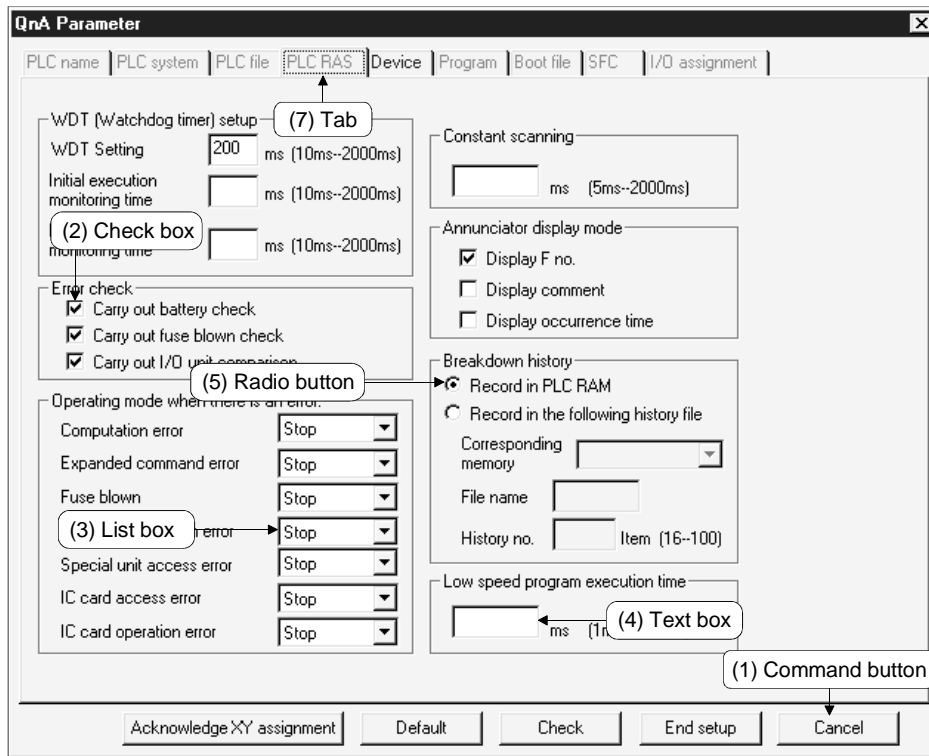 QnA Parameter
PLC name PLC system PLC file PLC RAS Device Program Boot file SFC I/O assignment
(7) Tab
WDT (Watchdog timer) setup
WDT Setting 200 ms (10ms--2000ms)
Initial execution
monitoring time ms (10ms--2000ms)
(2) Check box
monitoring time ms (10ms--2000ms)
Error check
Carry out battery check
Carry out fuse blown check
Carry out I/O unit comparison
(5) Radio button
Operating mode when there is an error.
Computation error Stop
Expanded command error Stop
Fuse blown Stop
(3) List box error Stop
Special unit access error Stop
IC card access error Stop
IC card operation error Stop
Constant scanning
ms (5ms--2000ms)
Annunciator display mode
Display F no.
Display comment
Display occurrence time
Breakdown history
Record in PLC RAM
Record in the following history file
Corresponding
memory
File name
History no. Item (16--100)
Low speed program execution time
ms (1m
(4) Text box
(1) Command button
Acknowledge XY assignment Default Check End setup Cancel